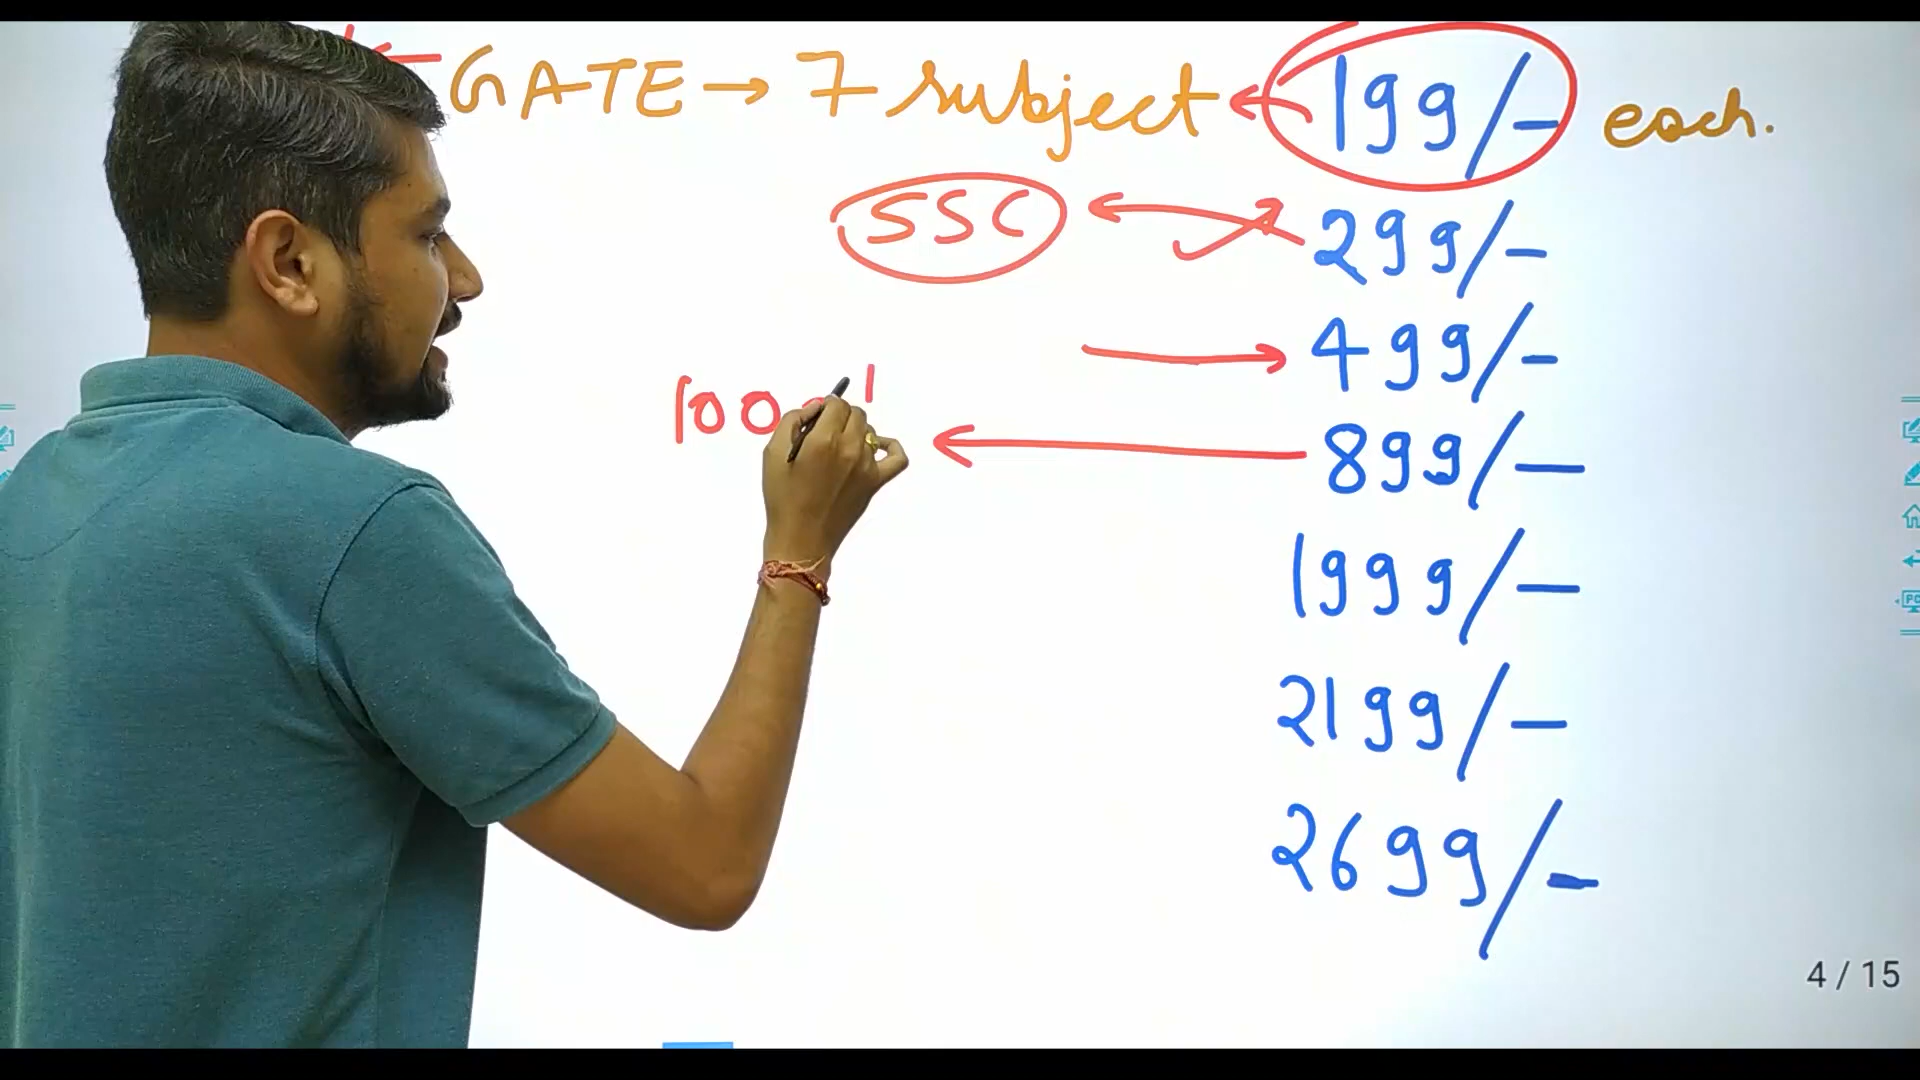 GATE → 7 subject ← 199/- each.
SSC 299/-
→ 499/-
← 899/-
1999/-
2199/-
2699/-
4 / 15